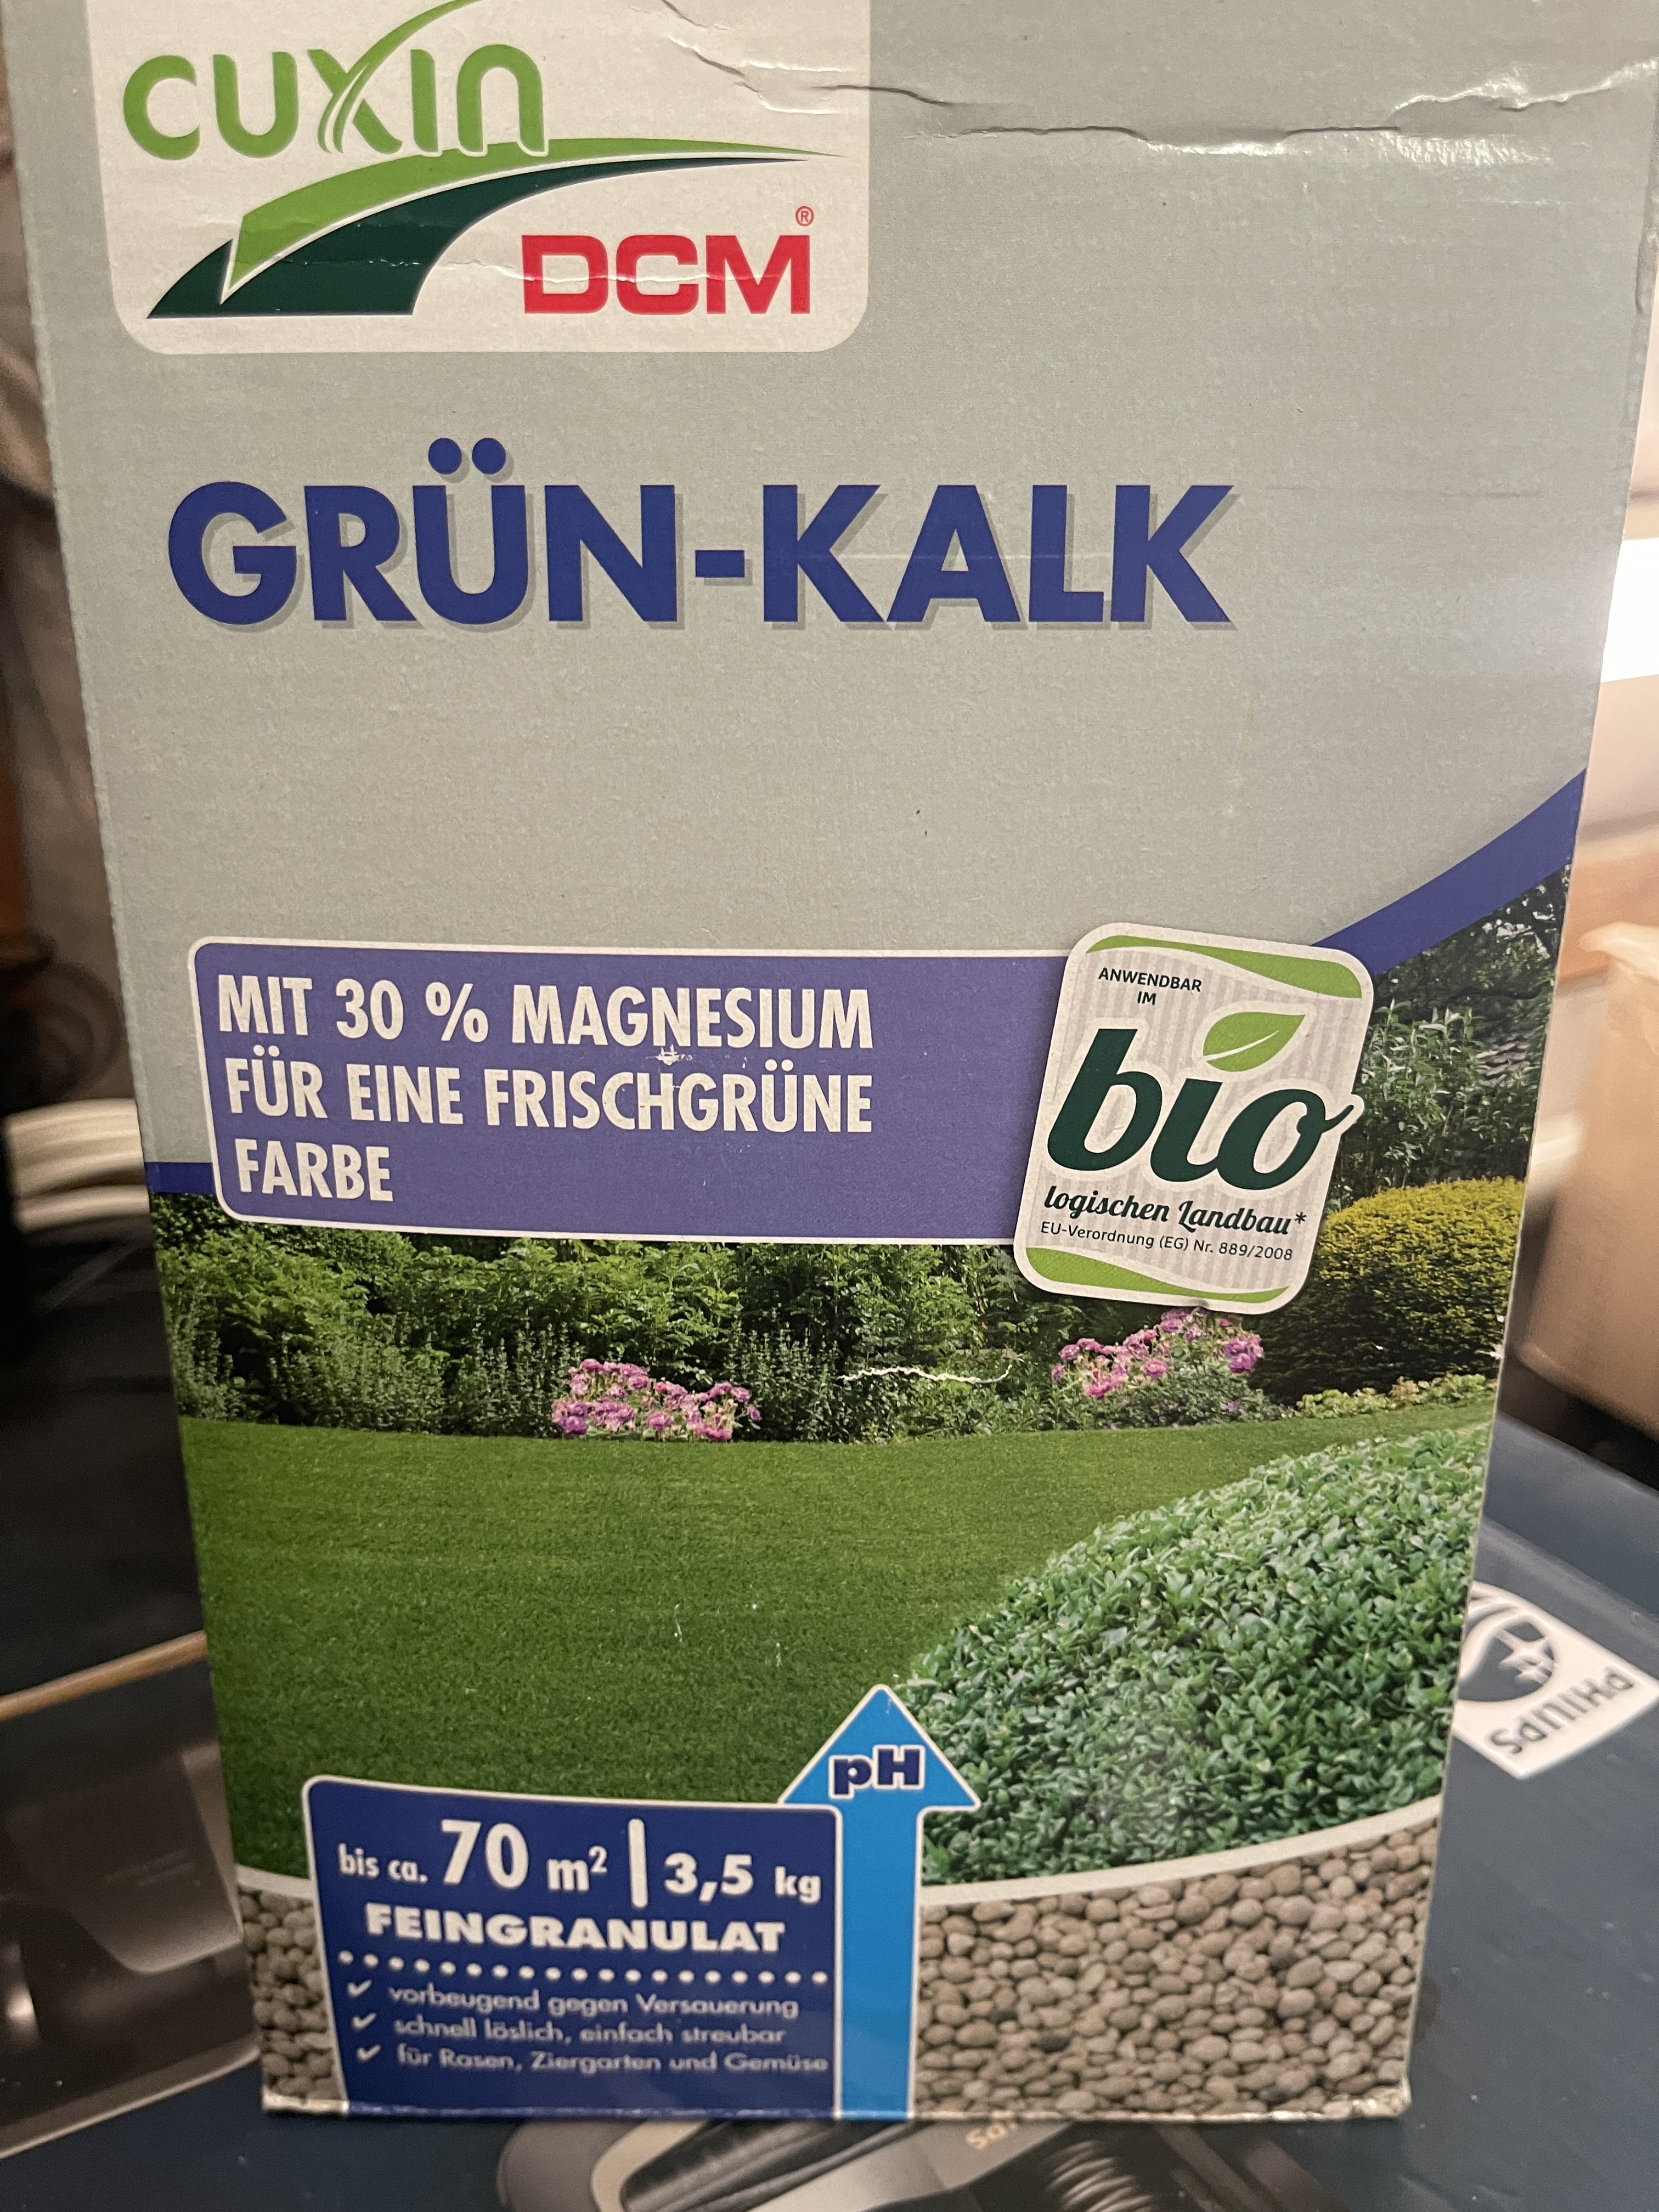 cuxin
DCM®
GRÜN-KALK
MIT 30 % MAGNESIUM
FÜR EINE FRISCHGRÜNE
FARBE
ANWENDBAR
IM
bio
logischen Landbau*
EU-Verordnung (EG) Nr. 889/2008
pH
bis ca. 70 m² | 3,5 kg
FEINGRANULAT
✓ vorbeugend gegen Versauerung
✓ schnell löslich, einfach streubar
✓ für Rasen, Ziergarten und Gemüse
PHILIPS